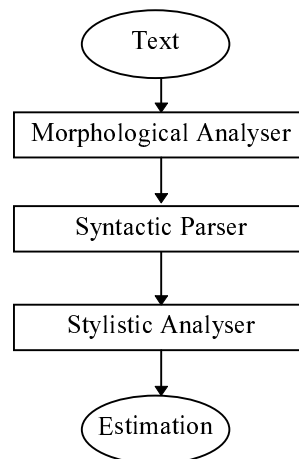 Text
Morphological Analyser
Syntactic Parser
Stylistic Analyser
Estimation